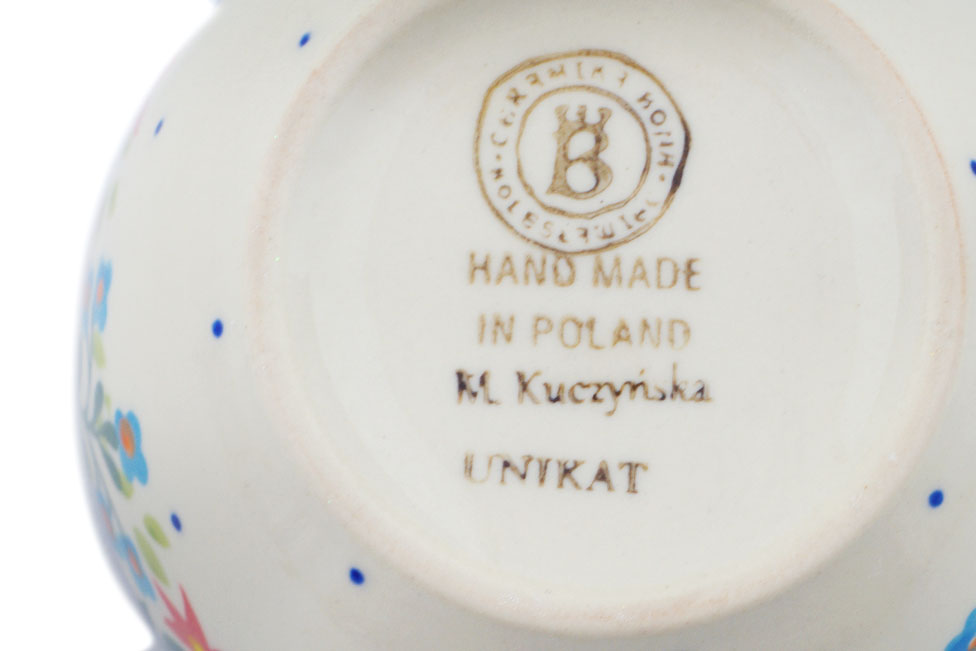 B
HAND MADE
IN POLAND
M. Kuczyńska
UNIKAT